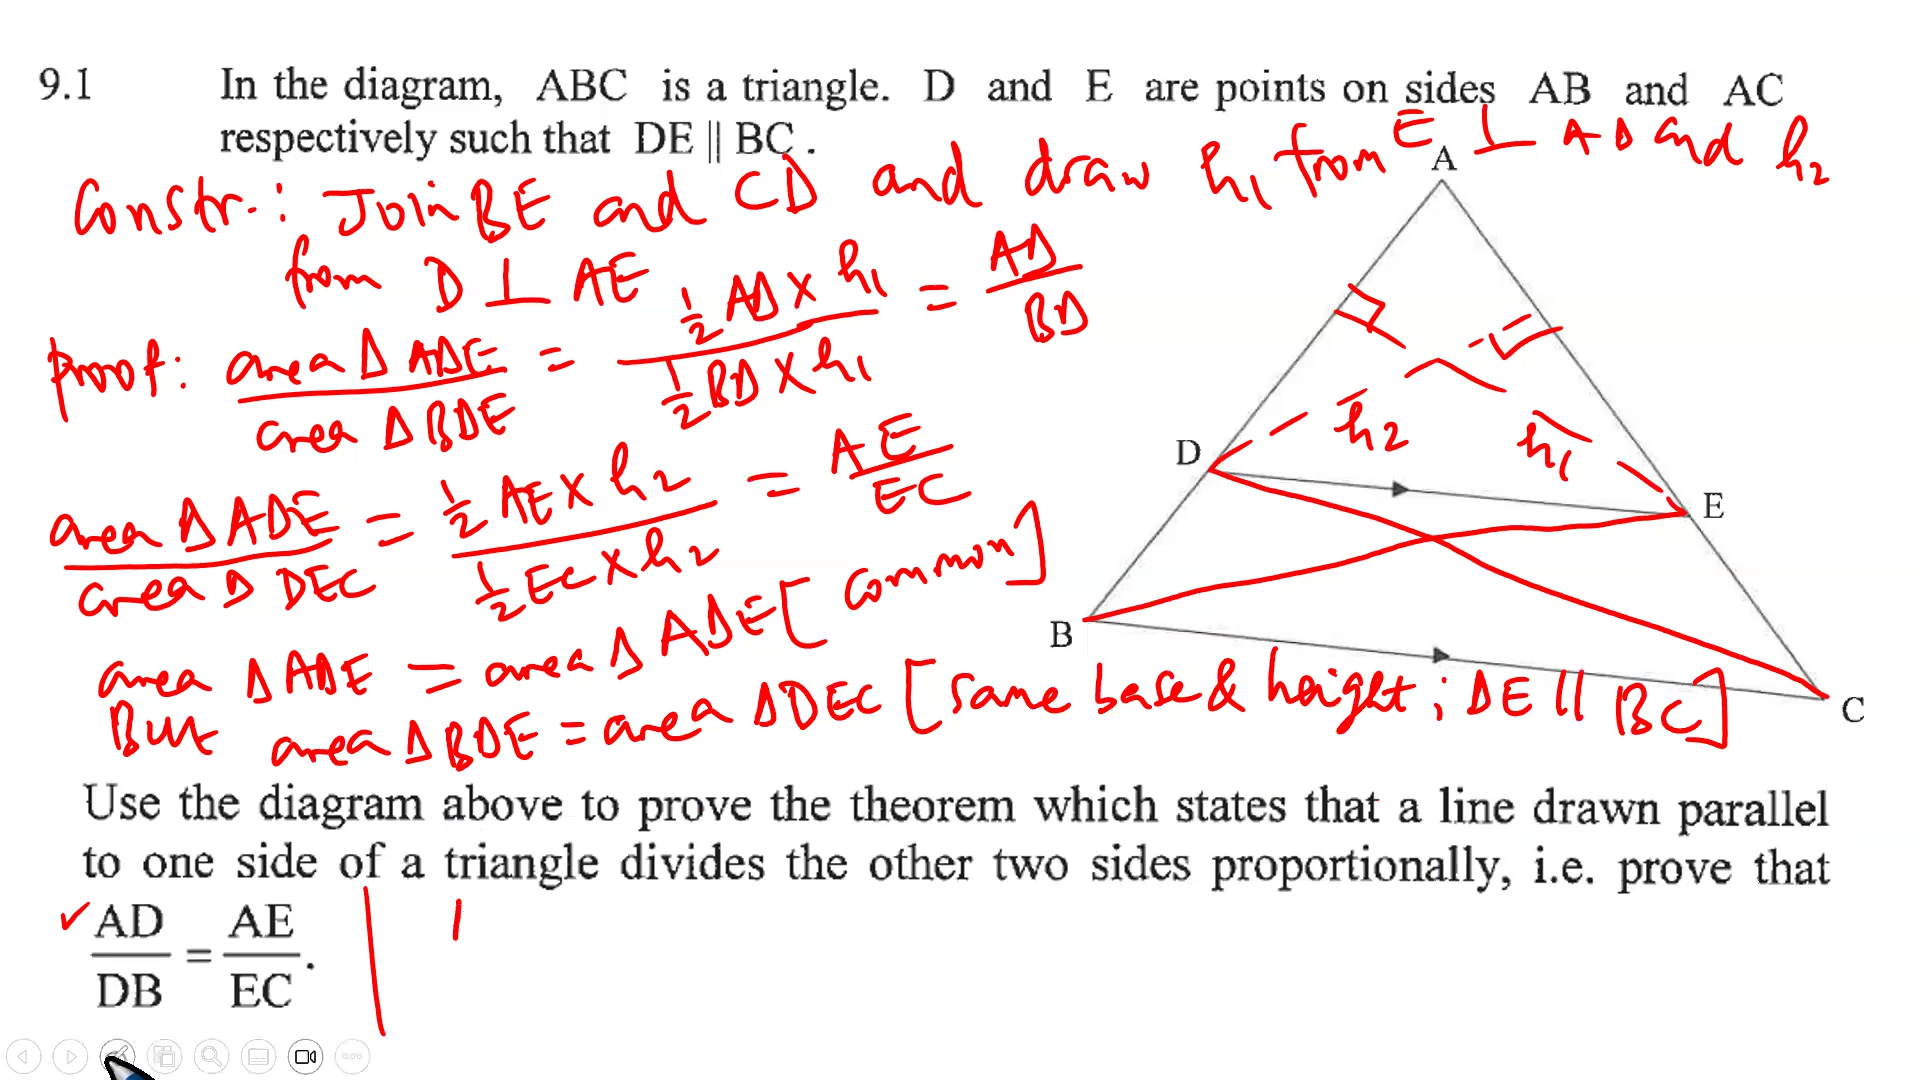 9.1 In the diagram, ABC is a triangle. D and E are points on sides AB and AC
respectively such that DE || BC.
Constr.: Join BE and CD and draw h1 from E ⊥ AD and h2
from D ⊥ AE
Proof: area Δ ADE / area Δ BDE = ½ AD × h1 / ½ BD × h1 = AD / BD
area Δ ADE / area Δ DEC = ½ AE × h2 / ½ EC × h2 = AE / EC
area Δ ADE = area Δ ADE [common]
But area Δ BDE = area Δ DEC [same base & height; DE || BC]
A
D
E
B
C
h2
h1
Use the diagram above to prove the theorem which states that a line drawn parallel
to one side of a triangle divides the other two sides proportionally, i.e. prove that
✓ AD / DB = AE / EC.